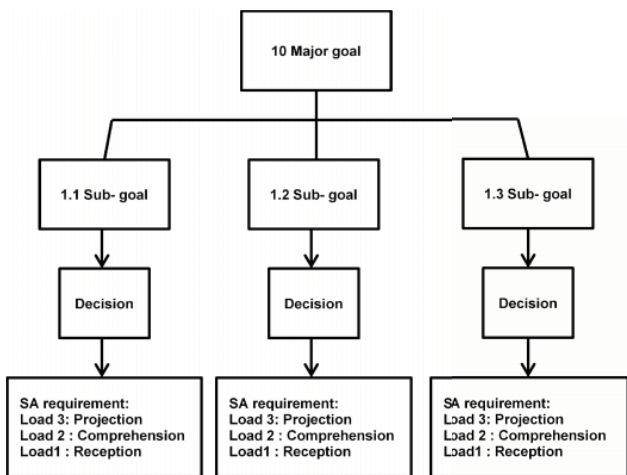 10 Major goal
1.1 Sub- goal
1.2 Sub- goal
1.3 Sub- goal
Decision
Decision
Decision
SA requirement:
Load 3: Projection
Load 2 : Comprehension
Load1 : Reception
SA requirement:
Load 3: Projection
Load 2 : Comprehension
Load1 : Reception
SA requirement:
Load 3: Projection
Load 2 : Comprehension
Load1 : Reception